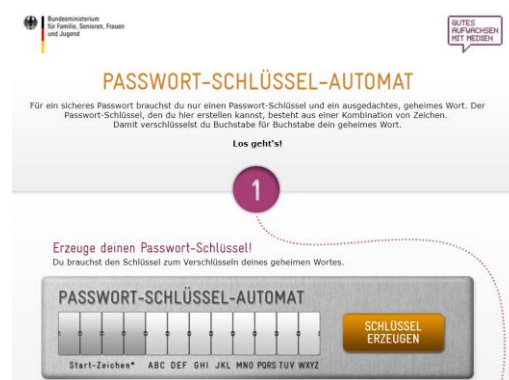 Bundesministerium
für Familie, Senioren, Frauen
und Jugend
GUTES
AUFWACHSEN
MIT MEDIEN
PASSWORT-SCHLÜSSEL-AUTOMAT
Für ein sicheres Passwort brauchst du nur einen Passwort-Schlüssel und ein ausgedachtes, geheimes Wort. Der
Passwort-Schlüssel, den du hier erstellen kannst, besteht aus einer Kombination von Zeichen.
Damit verschlüsselst du Buchstabe für Buchstabe dein geheimes Wort.
Los geht's!
1
Erzeuge deinen Passwort-Schlüssel!
Du brauchst den Schlüssel zum Verschlüsseln deines geheimen Wortes.
PASSWORT-SCHLÜSSEL-AUTOMAT
SCHLÜSSEL
ERZEUGEN
Start-Zeichen* ABC DEF GHI JKL MNO PQRS TUV WXYZ